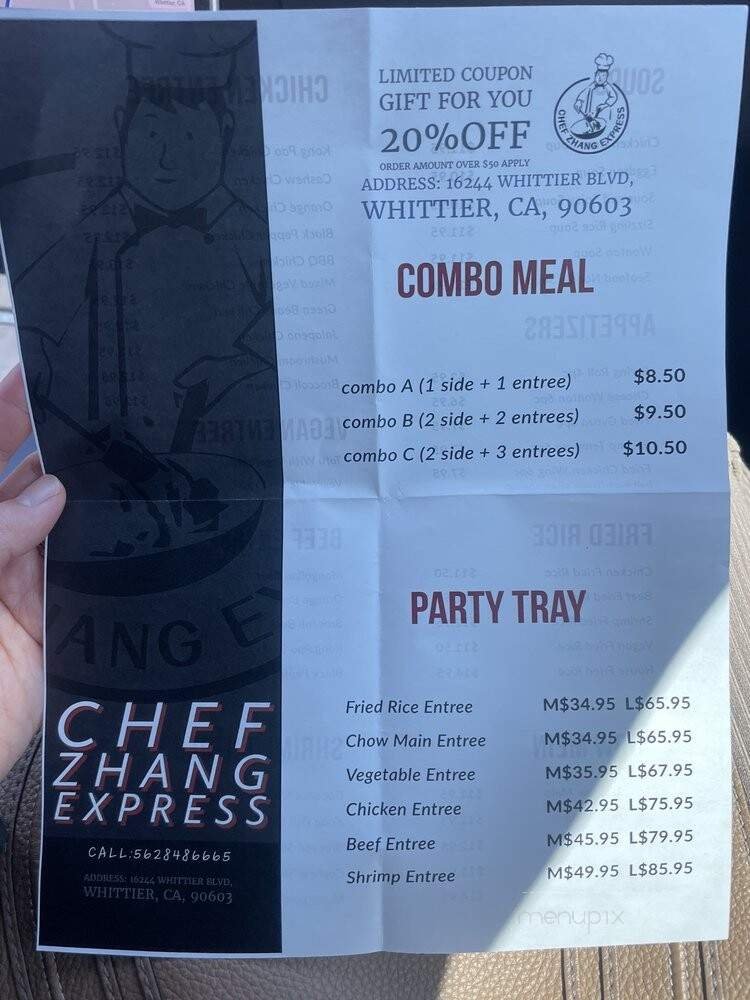 Whittier, CA
LIMITED COUPON
GIFT FOR YOU
20%OFF
ORDER AMOUNT OVER $50 APPLY
ADDRESS: 16244 WHITTIER BLVD,
WHITTIER, CA, 90603
CHEF ZHANG EXPRESS
COMBO MEAL
combo A (1 side + 1 entree) $8.50
combo B (2 side + 2 entrees) $9.50
combo C (2 side + 3 entrees) $10.50
PARTY TRAY
Fried Rice Entree M$34.95 L$65.95
Chow Main Entree M$34.95 L$65.95
Vegetable Entree M$35.95 L$67.95
Chicken Entree M$42.95 L$75.95
Beef Entree M$45.95 L$79.95
Shrimp Entree M$49.95 L$85.95
ANG E
CHEF
ZHANG
EXPRESS
CALL:5628486665
ADDRESS: 16244 WHITTIER BLVD,
WHITTIER, CA, 90603
menupix